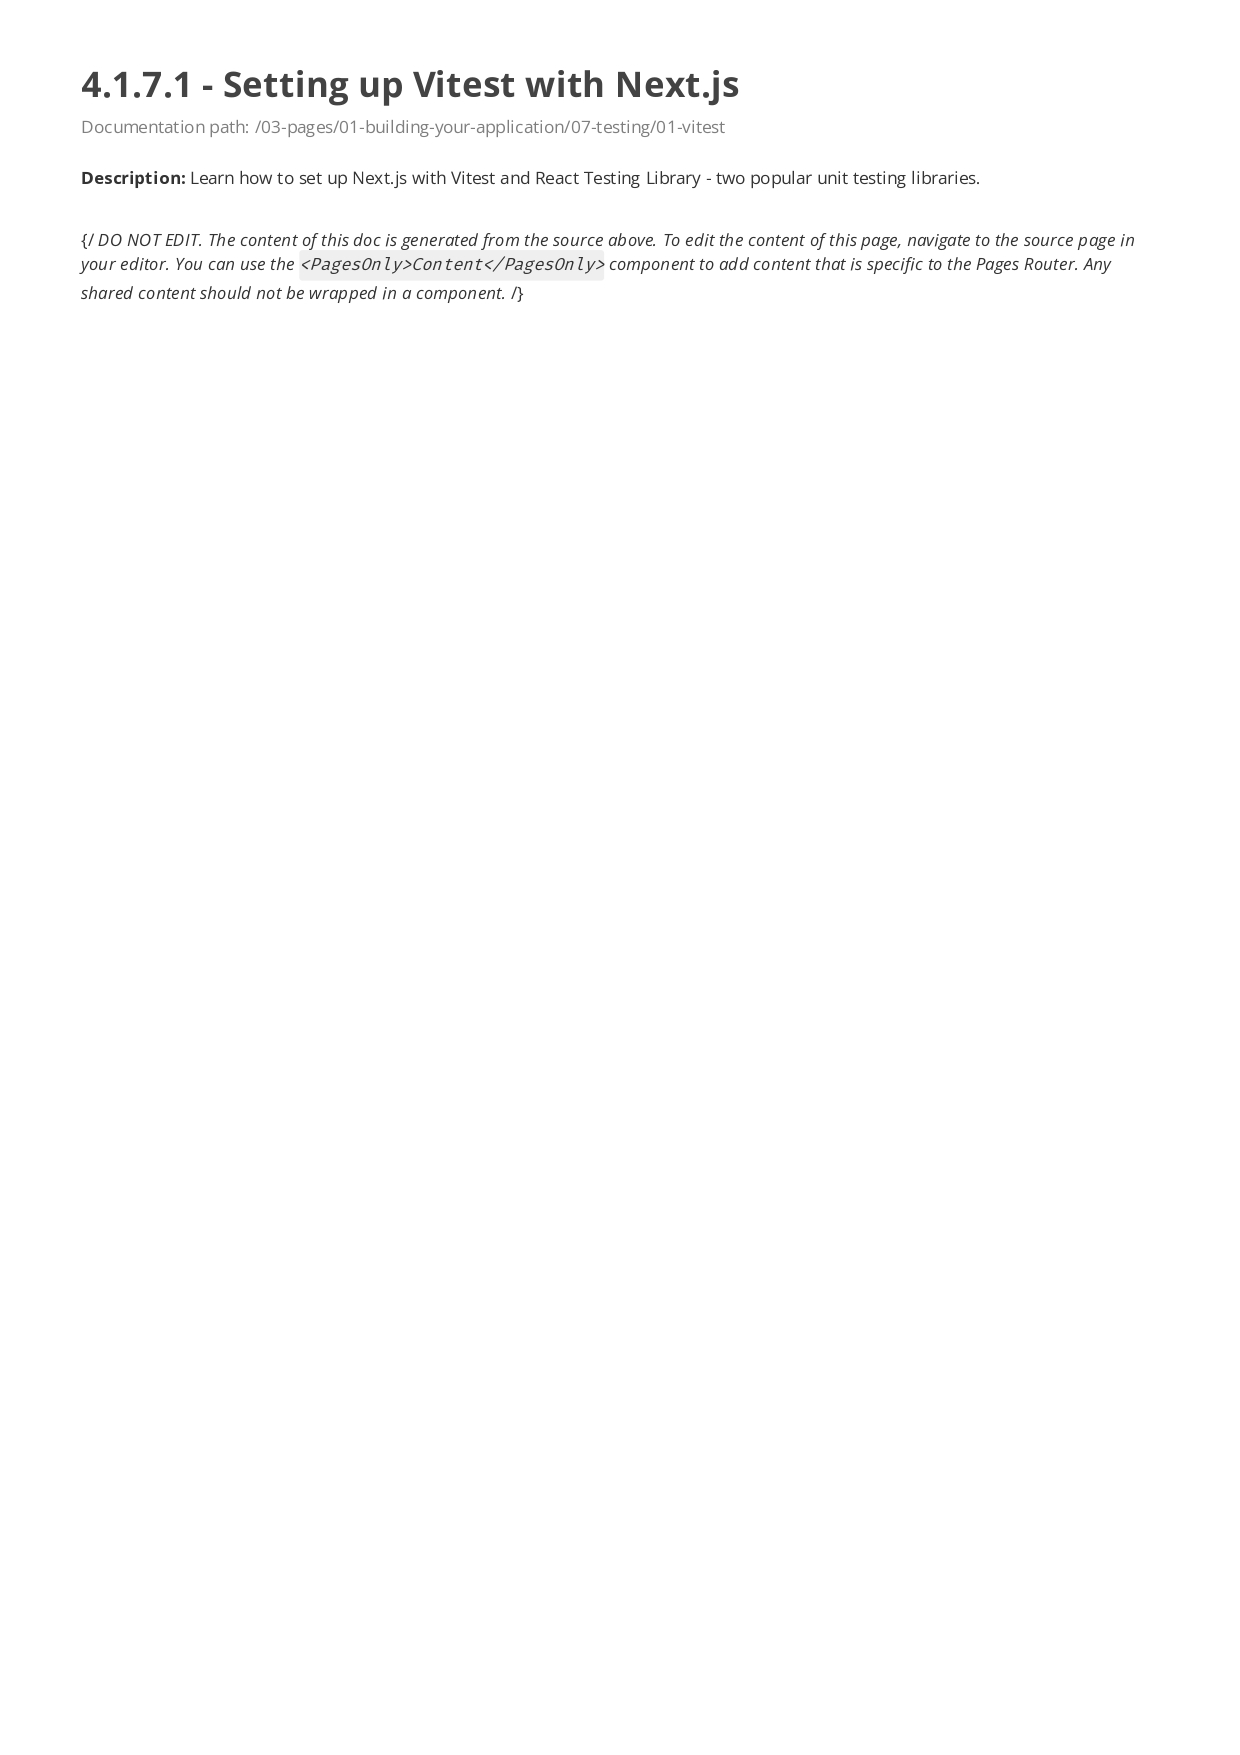 4.1.7.1 - Setting up Vitest with Next.js
Documentation path: /03-pages/01-building-your-application/07-testing/01-vitest
Description: Learn how to set up Next.js with Vitest and React Testing Library - two popular unit testing libraries.
{/ DO NOT EDIT. The content of this doc is generated from the source above. To edit the content of this page, navigate to the source page in
your editor. You can use the <PagesOnly>Content</PagesOnly> component to add content that is specific to the Pages Router. Any
shared content should not be wrapped in a component. /}